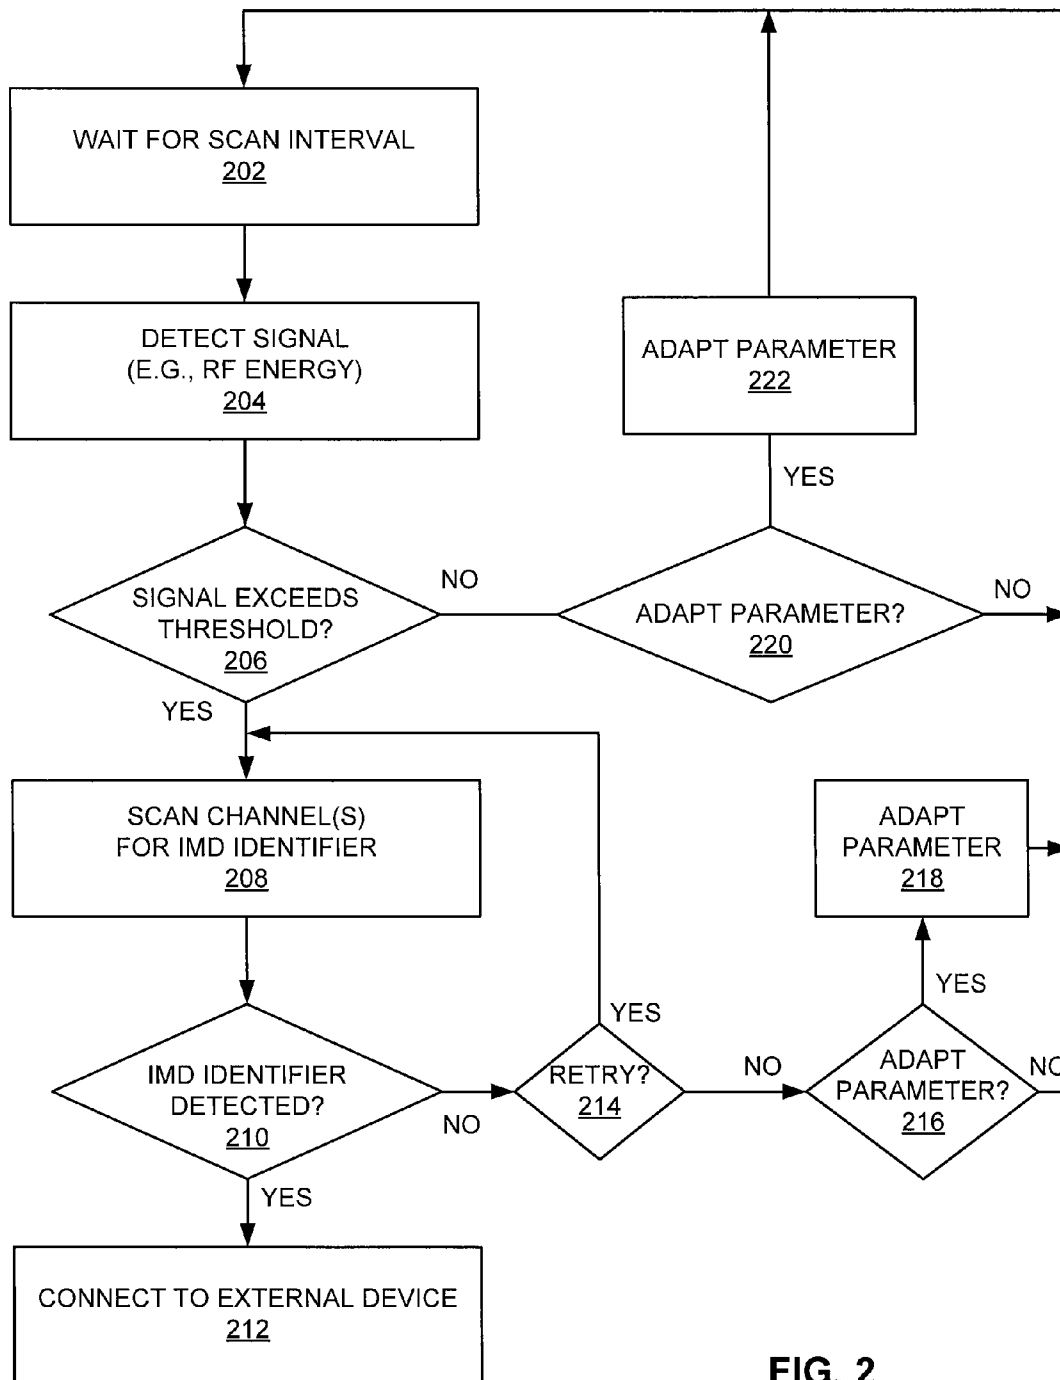 WAIT FOR SCAN INTERVAL
202
DETECT SIGNAL
(E.G., RF ENERGY)
204
ADAPT PARAMETER
222
YES
SIGNAL EXCEEDS
THRESHOLD?
206
NO
ADAPT PARAMETER?
220
NO
YES
SCAN CHANNEL(S)
FOR IMD IDENTIFIER
208
ADAPT
PARAMETER
218
YES
YES
IMD IDENTIFIER
DETECTED?
210
NO
RETRY?
214
NO
ADAPT
PARAMETER?
216
NO
YES
CONNECT TO EXTERNAL DEVICE
212
FIG. 2